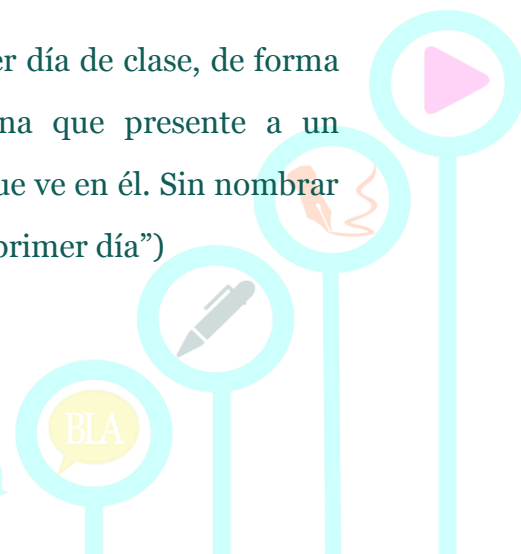 er día de clase, de forma
na que presente a un
ue ve en él. Sin nombrar
primer día”)
BLA